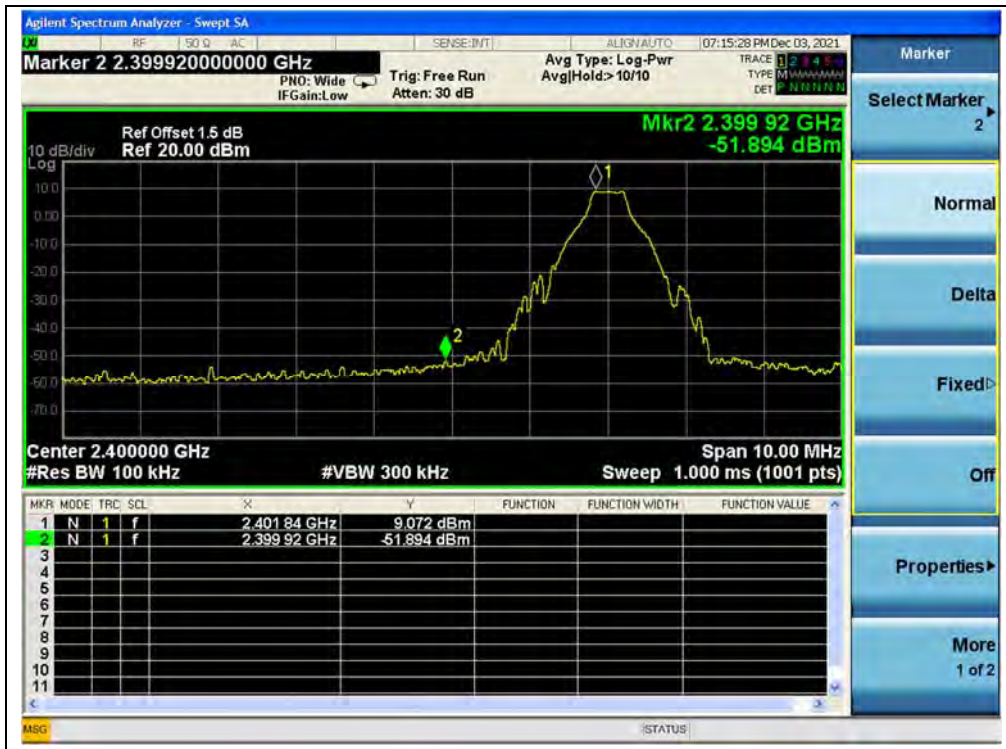 Agilent Spectrum Analyzer - Swept SA
LXI RF 50 Ω AC SENSE:INT ALIGN AUTO 07:15:28 PM Dec 03, 2021
Marker 2 2.399920000000 GHz
PNO: Wide
IFGain:Low
Trig: Free Run
Atten: 30 dB
Avg Type: Log-Pwr
Avg|Hold:> 10/10
TRACE 1 2 3 4 5 6
TYPE M WWWWW
DET P N N N N N
Marker
Select Marker
2
Normal
Delta
Fixed
Off
Properties
More
1 of 2
Mkr2 2.399 92 GHz
-51.894 dBm
Ref Offset 1.5 dB
10 dB/div Ref 20.00 dBm
Log
10.0
0.00
-10.0
-20.0
-30.0
-40.0
-50.0
-60.0
-70.0
1
2
Center 2.400000 GHz Span 10.00 MHz
#Res BW 100 kHz #VBW 300 kHz Sweep 1.000 ms (1001 pts)
MKR MODE TRC SCL X Y FUNCTION FUNCTION WIDTH FUNCTION VALUE
1 N 1 f 2.401 84 GHz 9.072 dBm
2 N 1 f 2.399 92 GHz -51.894 dBm
3
4
5
6
7
8
9
10
11
MSG STATUS